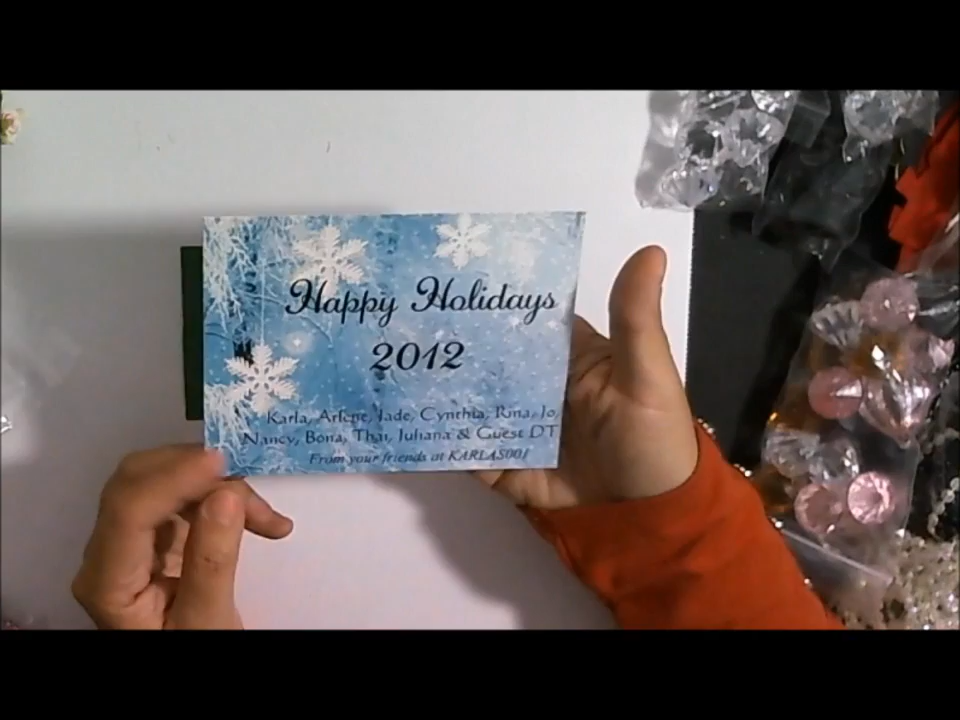 Happy Holidays
2012
Karla, Arlene, Jade, Cynthia, Rina, Jo,
Nancy, Bona, Thai, Juliana & Guest DT
From your friends at KARLAS001